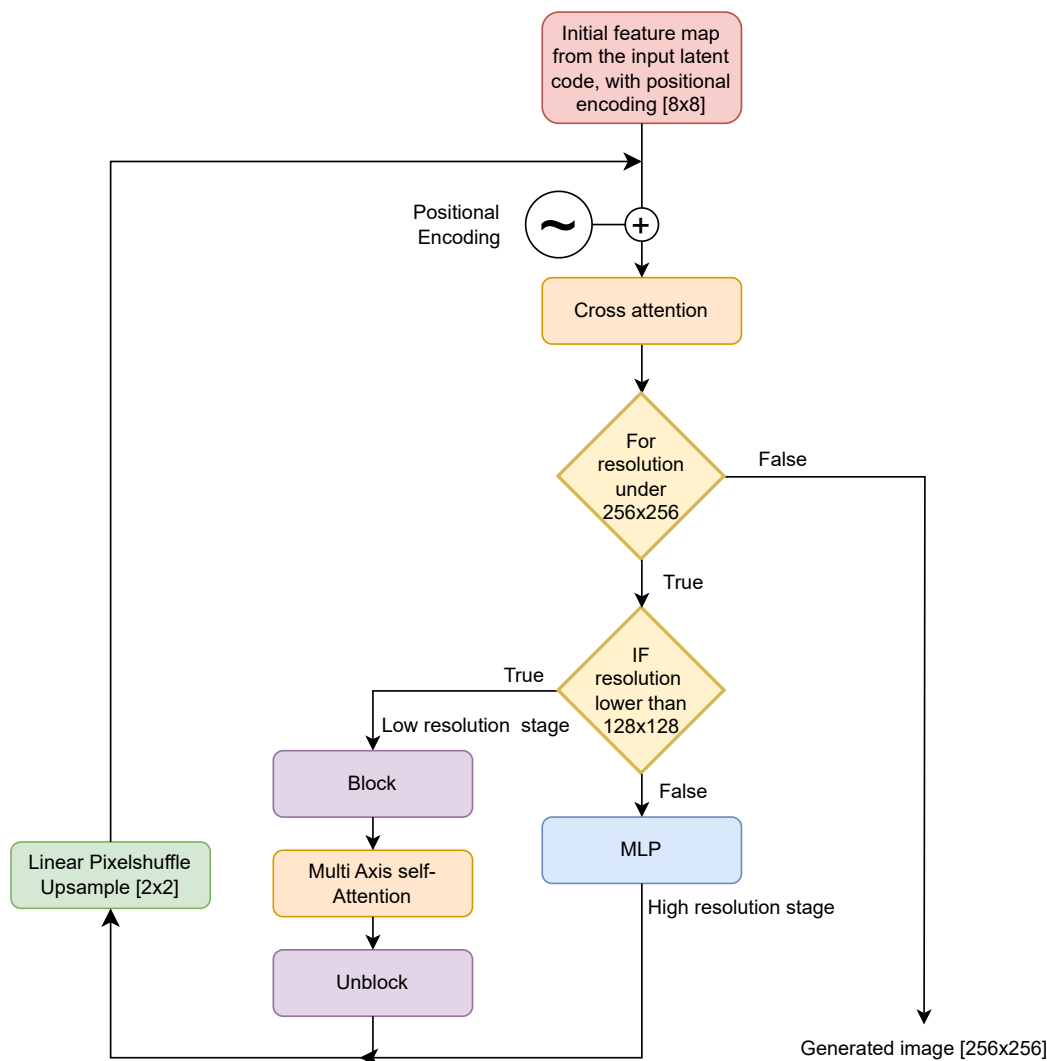 Initial feature map
from the input latent
code, with positional
encoding [8x8]
Positional
Encoding
~
+
Cross attention
For
resolution
under
256x256
False
True
IF
resolution
lower than
128x128
True
Low resolution stage
Block
False
MLP
Linear Pixelshuffle
Upsample [2x2]
Multi Axis self-
Attention
High resolution stage
Unblock
Generated image [256x256]